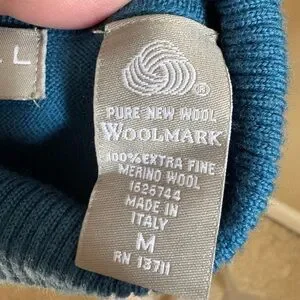 L
®
PURE NEW WOOL
WOOLMARK
100% EXTRA FINE
MERINO WOOL
1626744
MADE IN
ITALY
M
RN 13711